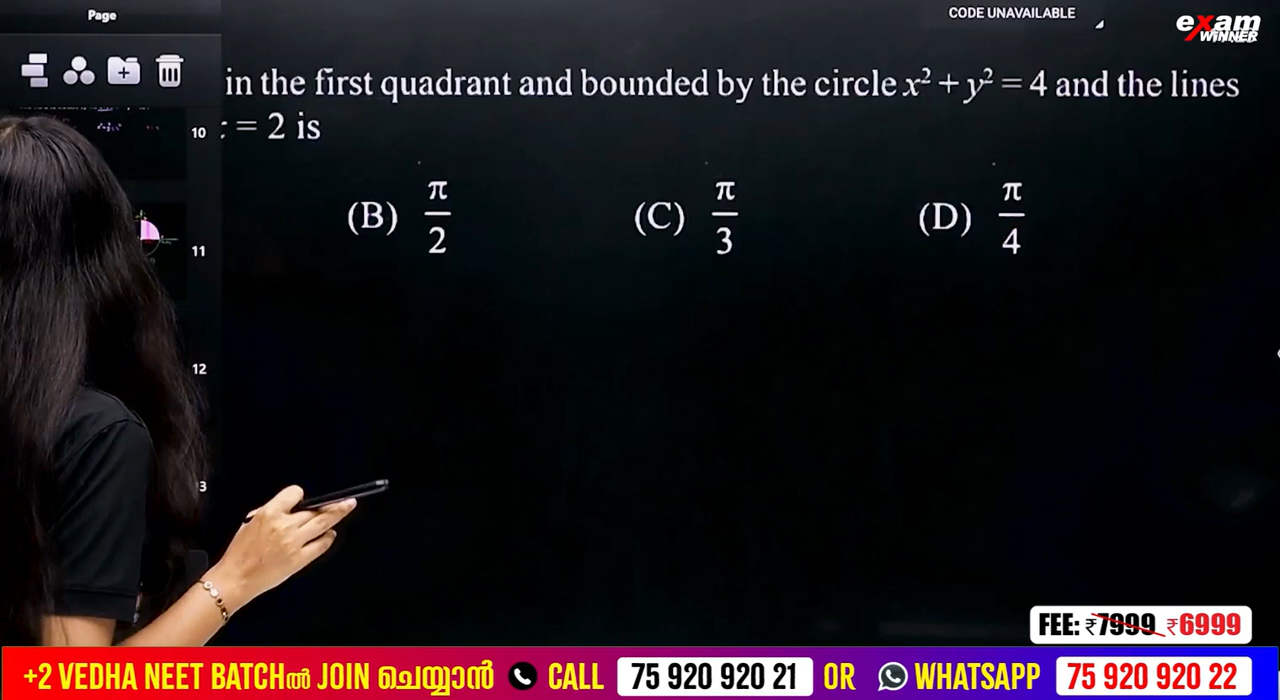 Page
CODE UNAVAILABLE
exam
WINNER
in the first quadrant and bounded by the circle x² + y² = 4 and the lines
= 2 is
(B) π/2
(C) π/3
(D) π/4
10
11
12
3
FEE: ₹7999 ₹6999
+2 VEDHA NEET BATCHൽ JOIN ചെയ്യാൻ CALL 75 920 920 21 OR WHATSAPP 75 920 920 22